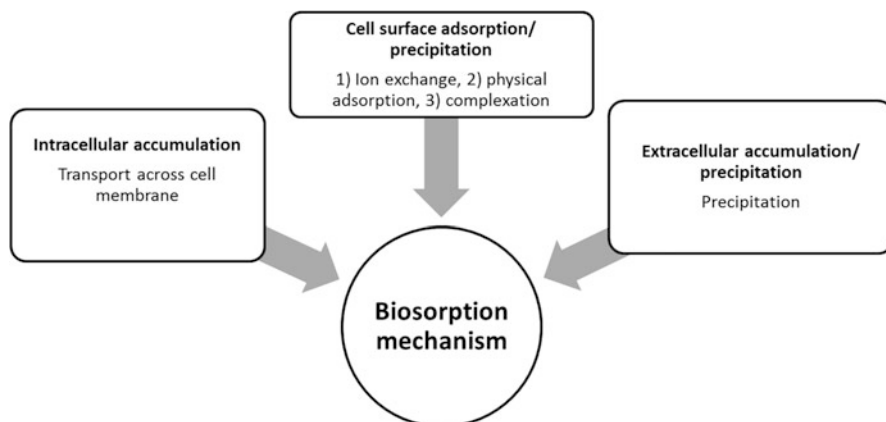 Cell surface adsorption/
precipitation
1) Ion exchange, 2) physical
adsorption, 3) complexation
Intracellular accumulation
Transport across cell
membrane
Extracellular accumulation/
precipitation
Precipitation
Biosorption
mechanism